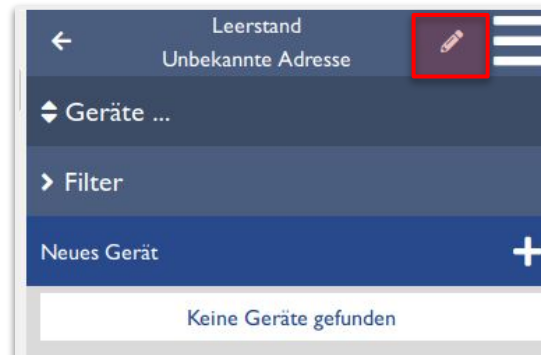 Leerstand
Unbekannte Adresse
Geräte ...
Filter
Neues Gerät
Keine Geräte gefunden